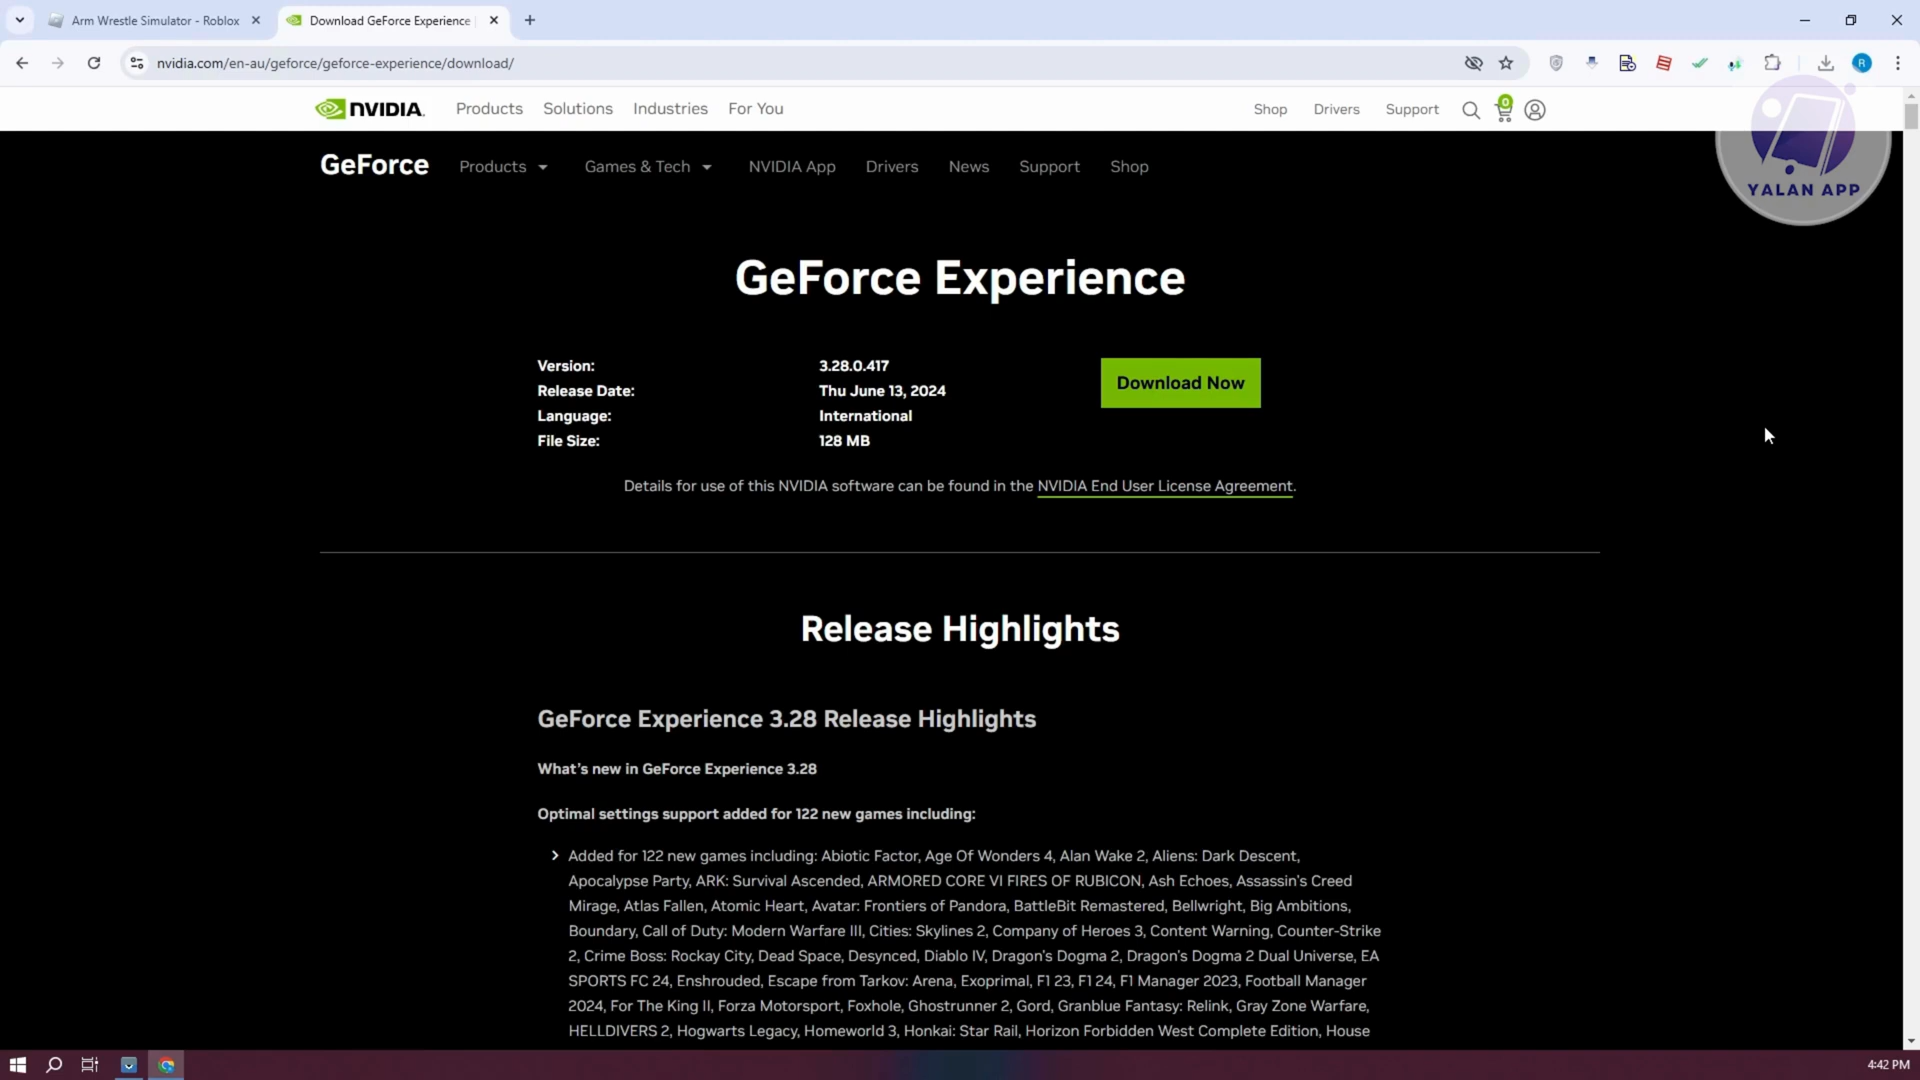 Arm Wrestle Simulator - Roblox
Download GeForce Experience
nvidia.com/en-au/geforce/geforce-experience/download/
R
NVIDIA.
Products
Solutions
Industries
For You
Shop
Drivers
Support
0
YALAN APP
GeForce
Products
Games & Tech
NVIDIA App
Drivers
News
Support
Shop
GeForce Experience
Version: 3.28.0.417
Release Date: Thu June 13, 2024
Language: International
File Size: 128 MB
Download Now
Details for use of this NVIDIA software can be found in the NVIDIA End User License Agreement.
Release Highlights
GeForce Experience 3.28 Release Highlights
What's new in GeForce Experience 3.28
Optimal settings support added for 122 new games including:
Added for 122 new games including: Abiotic Factor, Age Of Wonders 4, Alan Wake 2, Aliens: Dark Descent,
Apocalypse Party, ARK: Survival Ascended, ARMORED CORE VI FIRES OF RUBICON, Ash Echoes, Assassin's Creed
Mirage, Atlas Fallen, Atomic Heart, Avatar: Frontiers of Pandora, BattleBit Remastered, Bellwright, Big Ambitions,
Boundary, Call of Duty: Modern Warfare III, Cities: Skylines 2, Company of Heroes 3, Content Warning, Counter-Strike
2, Crime Boss: Rockay City, Dead Space, Desynced, Diablo IV, Dragon's Dogma 2, Dragon's Dogma 2 Dual Universe, EA
SPORTS FC 24, Enshrouded, Escape from Tarkov: Arena, Exoprimal, F1 23, F1 24, F1 Manager 2023, Football Manager
2024, For The King II, Forza Motorsport, Foxhole, Ghostrunner 2, Gord, Granblue Fantasy: Relink, Gray Zone Warfare,
HELLDIVERS 2, Hogwarts Legacy, Homeworld 3, Honkai: Star Rail, Horizon Forbidden West Complete Edition, House
4:42 PM